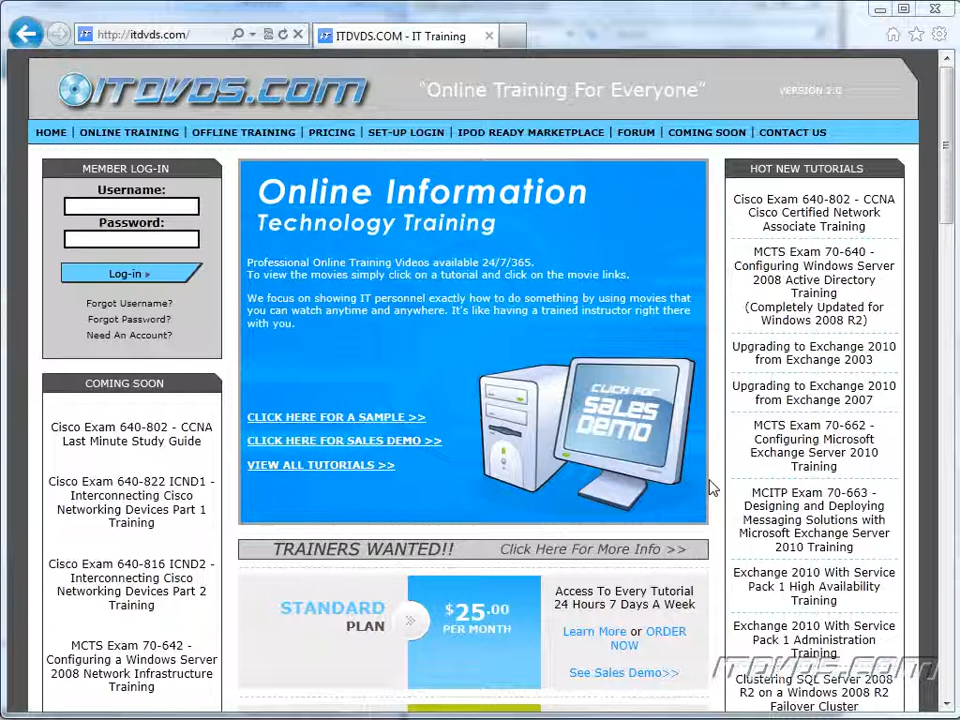 http://itdvds.com/
ITDVDS.COM - IT Training
ITDVDS.COM
"Online Training For Everyone"
VERSION 2.0
HOME | ONLINE TRAINING | OFFLINE TRAINING | PRICING | SET-UP LOGIN | IPOD READY MARKETPLACE | FORUM | COMING SOON | CONTACT US
MEMBER LOG-IN
Username:
Password:
Log-in »
Forgot Username?
Forgot Password?
Need An Account?
COMING SOON
Cisco Exam 640-802 - CCNA
Last Minute Study Guide
Cisco Exam 640-822 ICND1 -
Interconnecting Cisco
Networking Devices Part 1
Training
Cisco Exam 640-816 ICND2 -
Interconnecting Cisco
Networking Devices Part 2
Training
MCTS Exam 70-642 -
Configuring a Windows Server
2008 Network Infrastructure
Training
Online Information
Technology Training
Professional Online Training Videos available 24/7/365.
To view the movies simply click on a tutorial and click on the movie links.
We focus on showing IT personnel exactly how to do something by using movies that
you can watch anytime and anywhere. It's like having a trained instructor right there
with you.
CLICK HERE FOR A SAMPLE >>
CLICK HERE FOR SALES DEMO >>
VIEW ALL TUTORIALS >>
CLICK FOR
SALES
DEMO
TRAINERS WANTED!! Click Here For More Info >>
STANDARD
PLAN
$25.00
PER MONTH
Access To Every Tutorial
24 Hours 7 Days A Week
Learn More or ORDER
NOW
See Sales Demo>>
HOT NEW TUTORIALS
Cisco Exam 640-802 - CCNA
Cisco Certified Network
Associate Training
MCTS Exam 70-640 -
Configuring Windows Server
2008 Active Directory
Training
(Completely Updated for
Windows 2008 R2)
Upgrading to Exchange 2010
from Exchange 2003
Upgrading to Exchange 2010
from Exchange 2007
MCTS Exam 70-662 -
Configuring Microsoft
Exchange Server 2010
Training
MCITP Exam 70-663 -
Designing and Deploying
Messaging Solutions with
Microsoft Exchange Server
2010 Training
Exchange 2010 With Service
Pack 1 High Availability
Training
Exchange 2010 With Service
Pack 1 Administration
Training
Clustering SQL Server 2008
R2 on a Windows 2008 R2
Failover Cluster
ITDVDS.COM